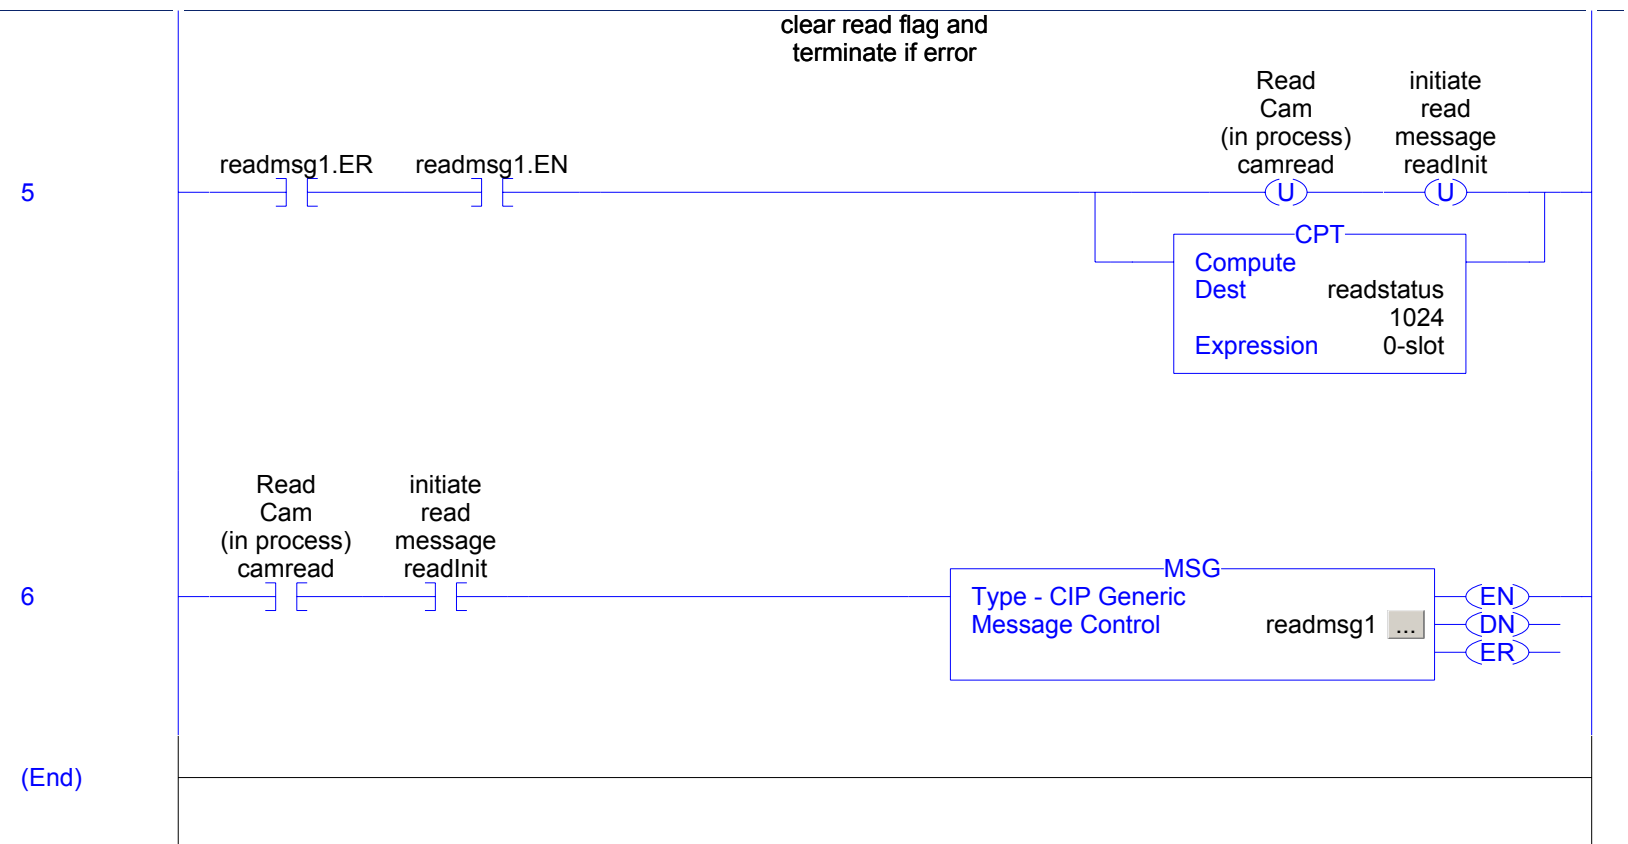 clear read flag and
terminate if error
Read
Cam
(in process)
camread
initiate
read
message
readInit
readmsg1.ER
readmsg1.EN
5
U
U
CPT
Compute
Dest readstatus
1024
Expression 0-slot
Read
Cam
(in process)
camread
initiate
read
message
readInit
6
MSG
Type - CIP Generic
Message Control readmsg1 ...
EN
DN
ER
(End)